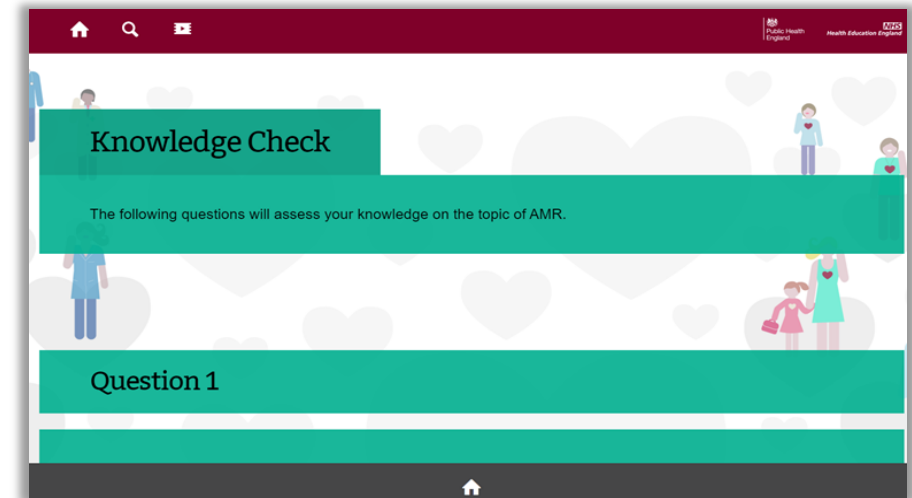 Public Health
England
NHS
Health Education England
Knowledge Check
The following questions will assess your knowledge on the topic of AMR.
Question 1